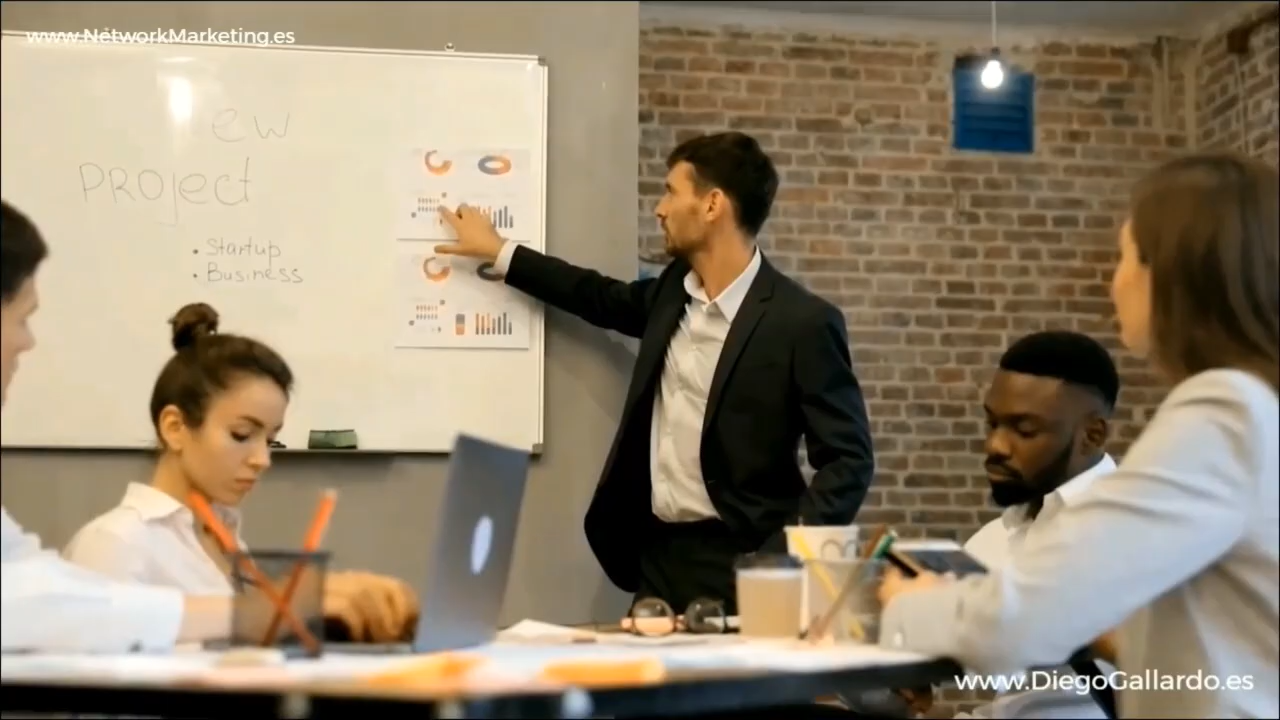 www.NetworkMarketing.es
ew
PROject
• Startup
• Business
www.DiegoGallardo.es